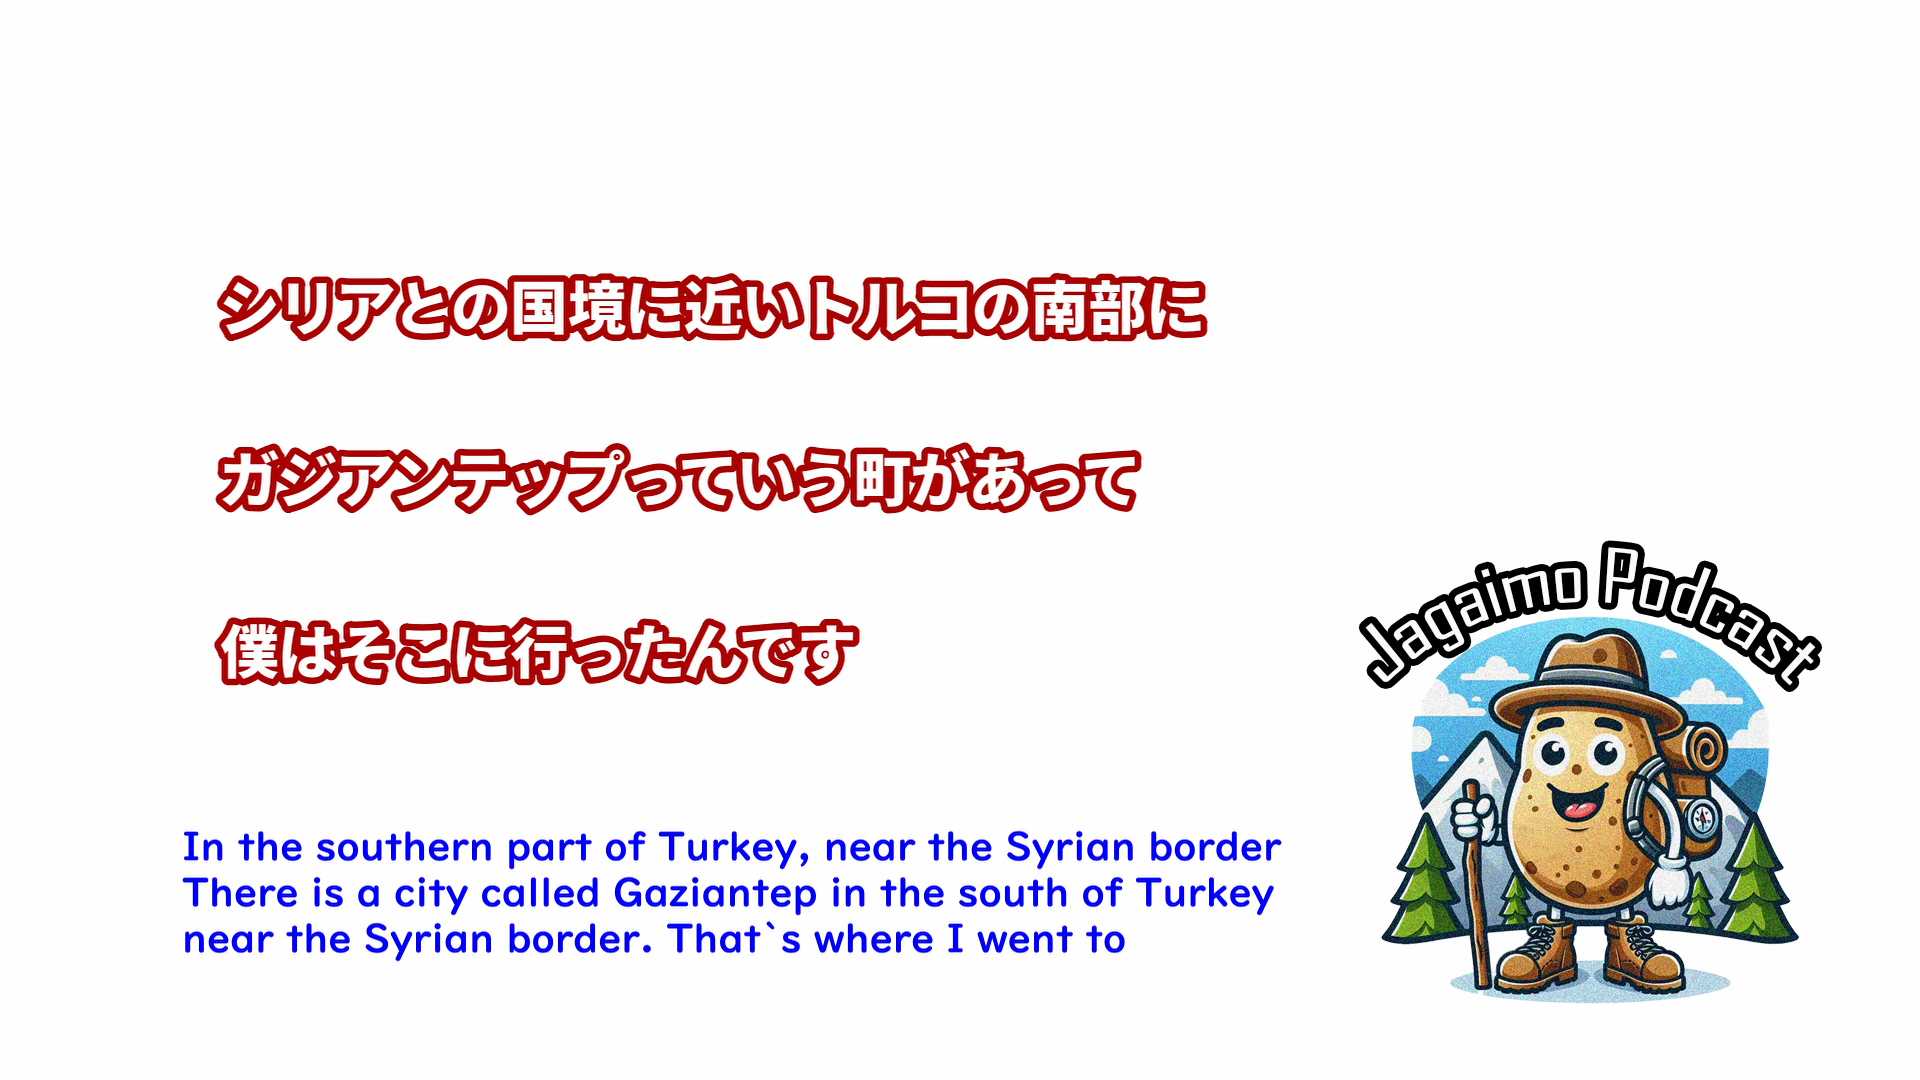 シリアとの国境に近いトルコの南部に
ガジアンテップっていう町があって
僕はそこに行ったんです
Jagaimo Podcast
In the southern part of Turkey, near the Syrian border
There is a city called Gaziantep in the south of Turkey
near the Syrian border. That`s where I went to